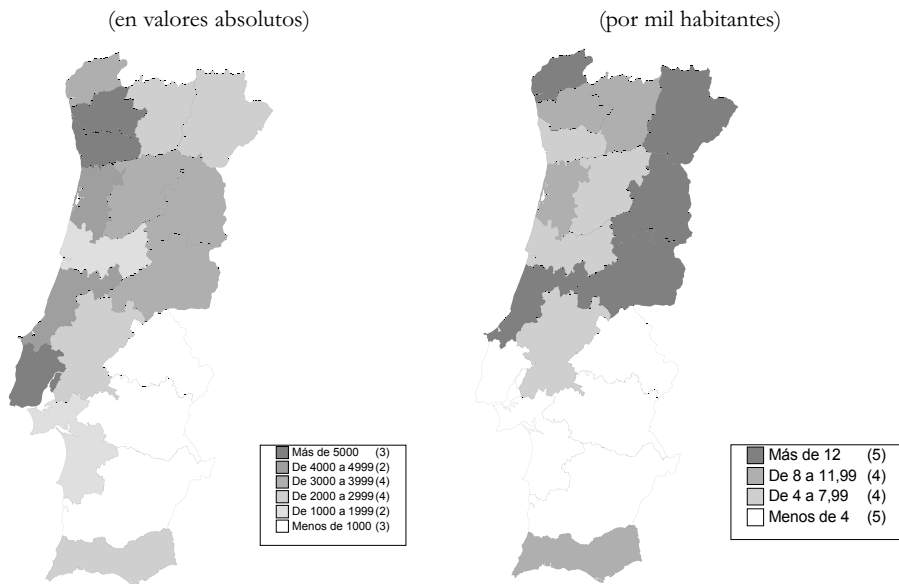 (en valores absolutos)
(por mil habitantes)
Más de 5000 (3)
De 4000 a 4999 (2)
De 3000 a 3999 (4)
De 2000 a 2999 (4)
De 1000 a 1999 (2)
Menos de 1000 (3)
Más de 12 (5)
De 8 a 11,99 (4)
De 4 a 7,99 (4)
Menos de 4 (5)